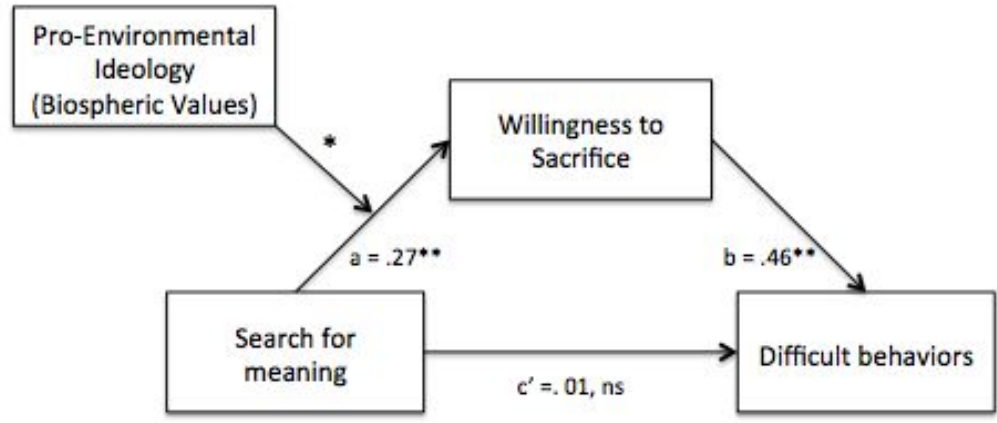 Pro-Environmental
Ideology
(Biospheric Values)
*
Willingness to
Sacrifice
a = .27**
b = .46**
Search for
meaning
Difficult behaviors
c' =. 01, ns